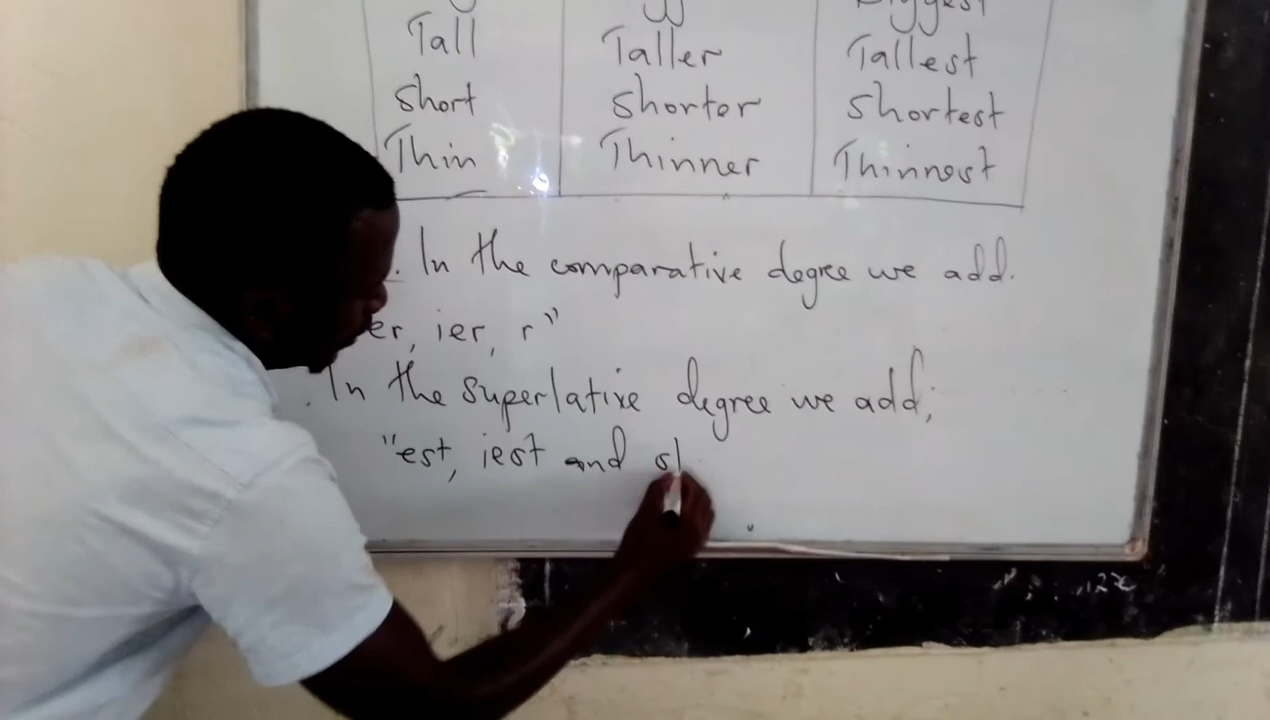 Biggest
Tall Taller Tallest
Short Shorter Shortest
Thin Thinner Thinnest
. In the comparative degree we add.
er, ier, r"
. In the superlative degree we add;
"est, iest and st